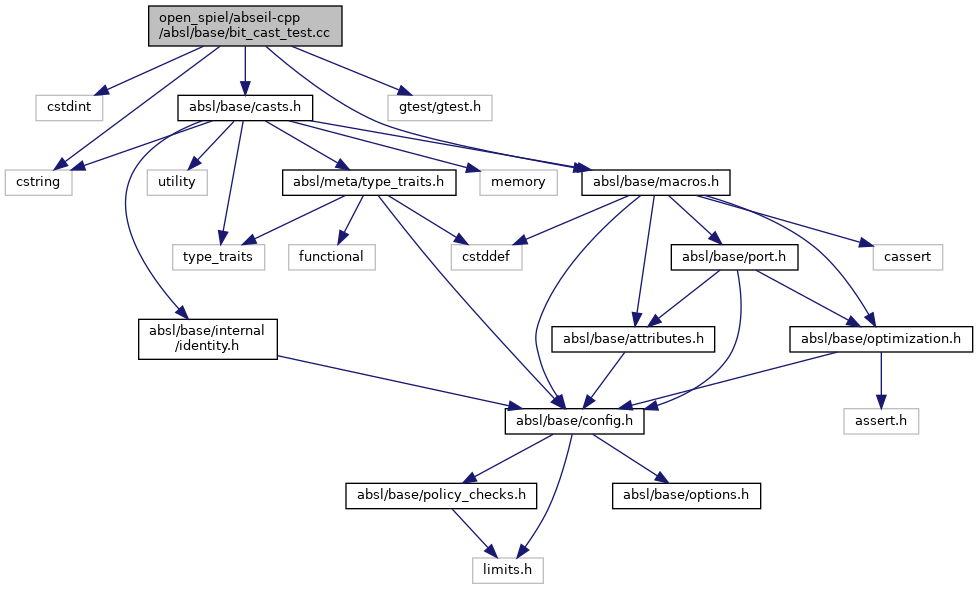 open_spiel/abseil-cpp
/absl/base/bit_cast_test.cc
cstdint
absl/base/casts.h
gtest/gtest.h
cstring
utility
absl/meta/type_traits.h
memory
absl/base/macros.h
type_traits
functional
cstddef
absl/base/port.h
cassert
absl/base/internal
/identity.h
absl/base/attributes.h
absl/base/optimization.h
absl/base/config.h
assert.h
absl/base/policy_checks.h
absl/base/options.h
limits.h